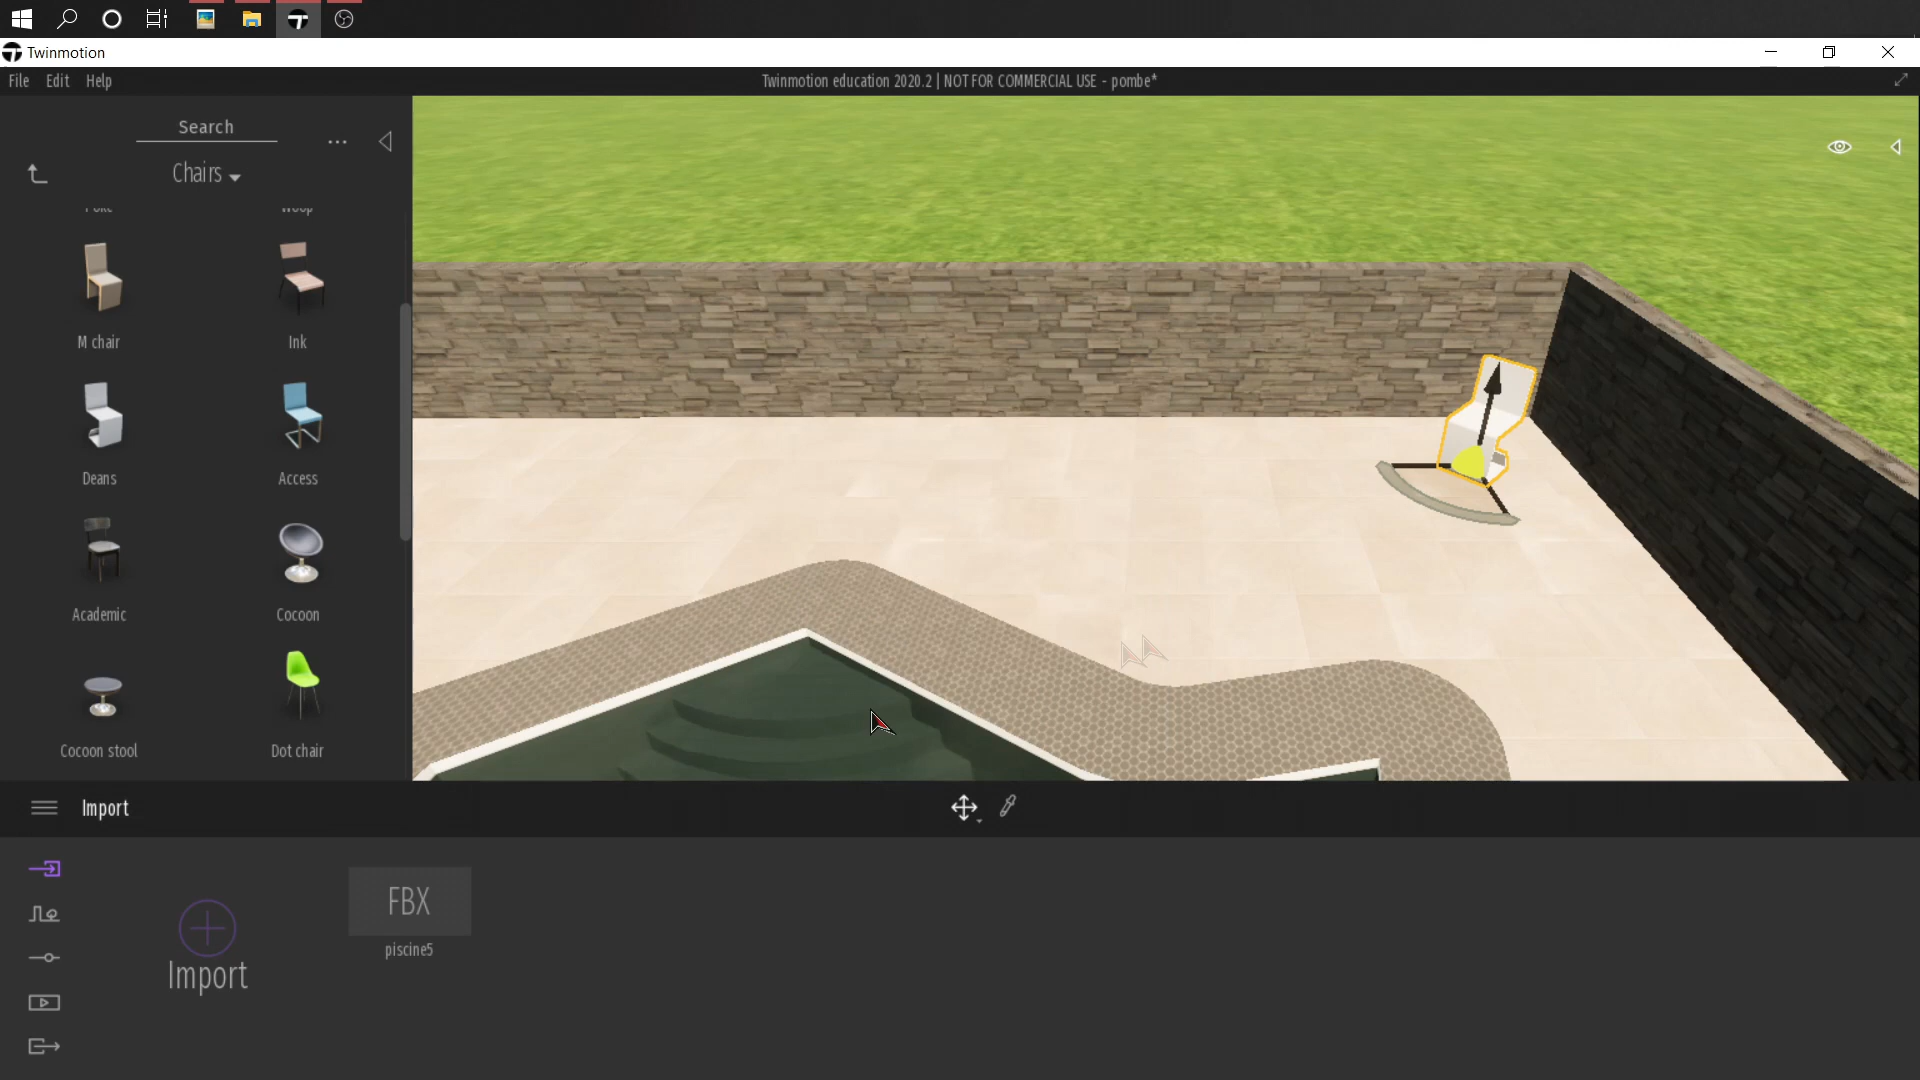 Twinmotion
File Edit Help
Twinmotion education 2020.2 | NOT FOR COMMERCIAL USE - pombe*
Search
Chairs
M chair
Ink
Deans
Access
Academic
Cocoon
Cocoon stool
Dot chair
Import
Import
FBX
piscine5